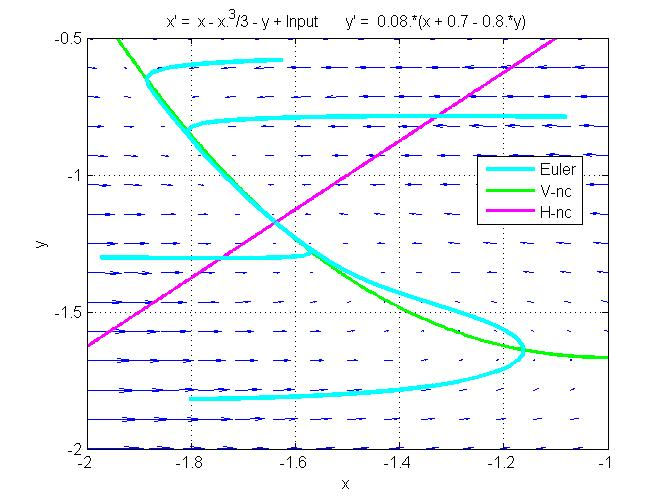 x' = x - x.³/3 - y + Input y' = 0.08.*(x + 0.7 - 0.8.*y)
-0.5
-1
-1.5
-2
y
Euler
V-nc
H-nc
-2 -1.8 -1.6 -1.4 -1.2 -1
x